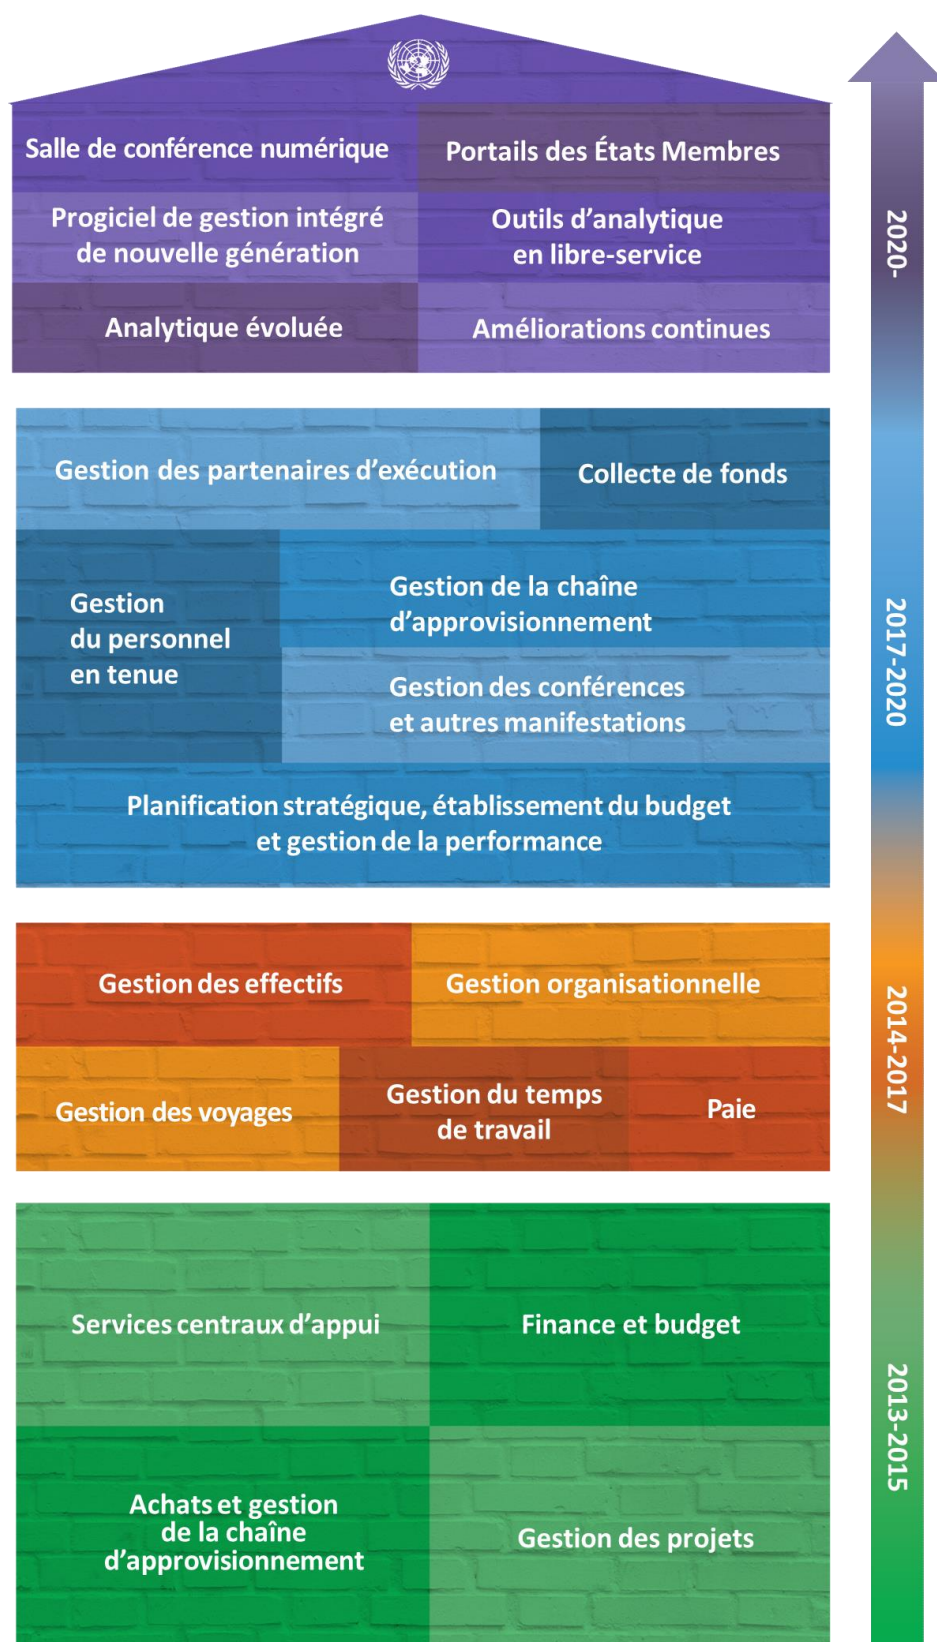 Salle de conférence numérique
Portails des États Membres
Progiciel de gestion intégré
de nouvelle génération
Outils d’analytique
en libre-service
Analytique évoluée
Améliorations continues
2020-
Gestion des partenaires d’exécution
Collecte de fonds
Gestion
du personnel
en tenue
Gestion de la chaîne
d’approvisionnement
Gestion des conférences
et autres manifestations
Planification stratégique, établissement du budget
et gestion de la performance
2017-2020
Gestion des effectifs
Gestion organisationnelle
Gestion des voyages
Gestion du temps
de travail
Paie
2014-2017
Services centraux d’appui
Finance et budget
Achats et gestion
de la chaîne
d’approvisionnement
Gestion des projets
2013-2015